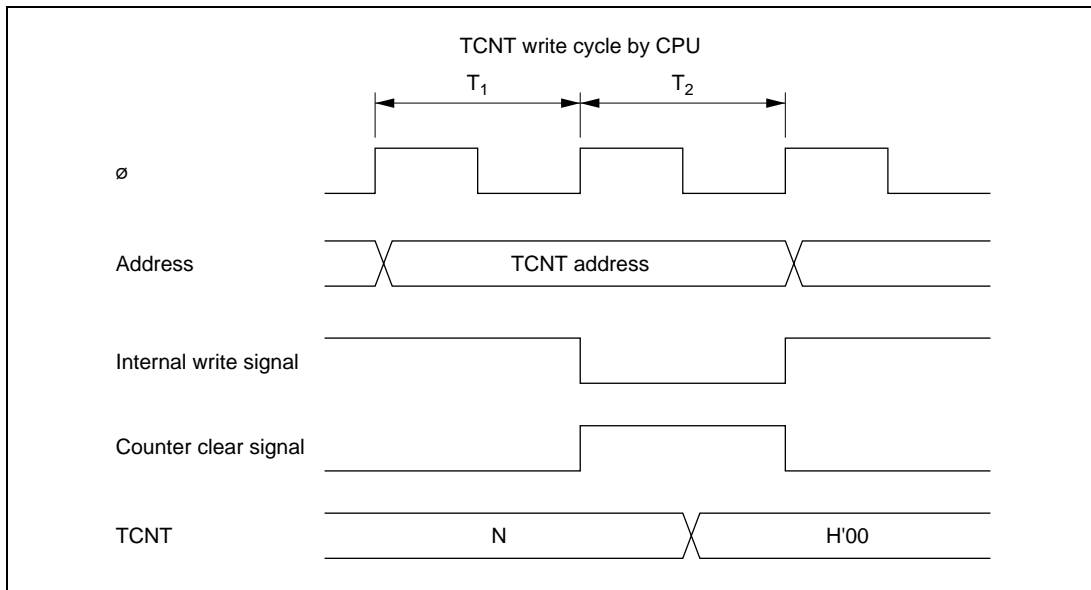 TCNT write cycle by CPU
T1 T2
ø
Address TCNT address
Internal write signal
Counter clear signal
TCNT N H'00